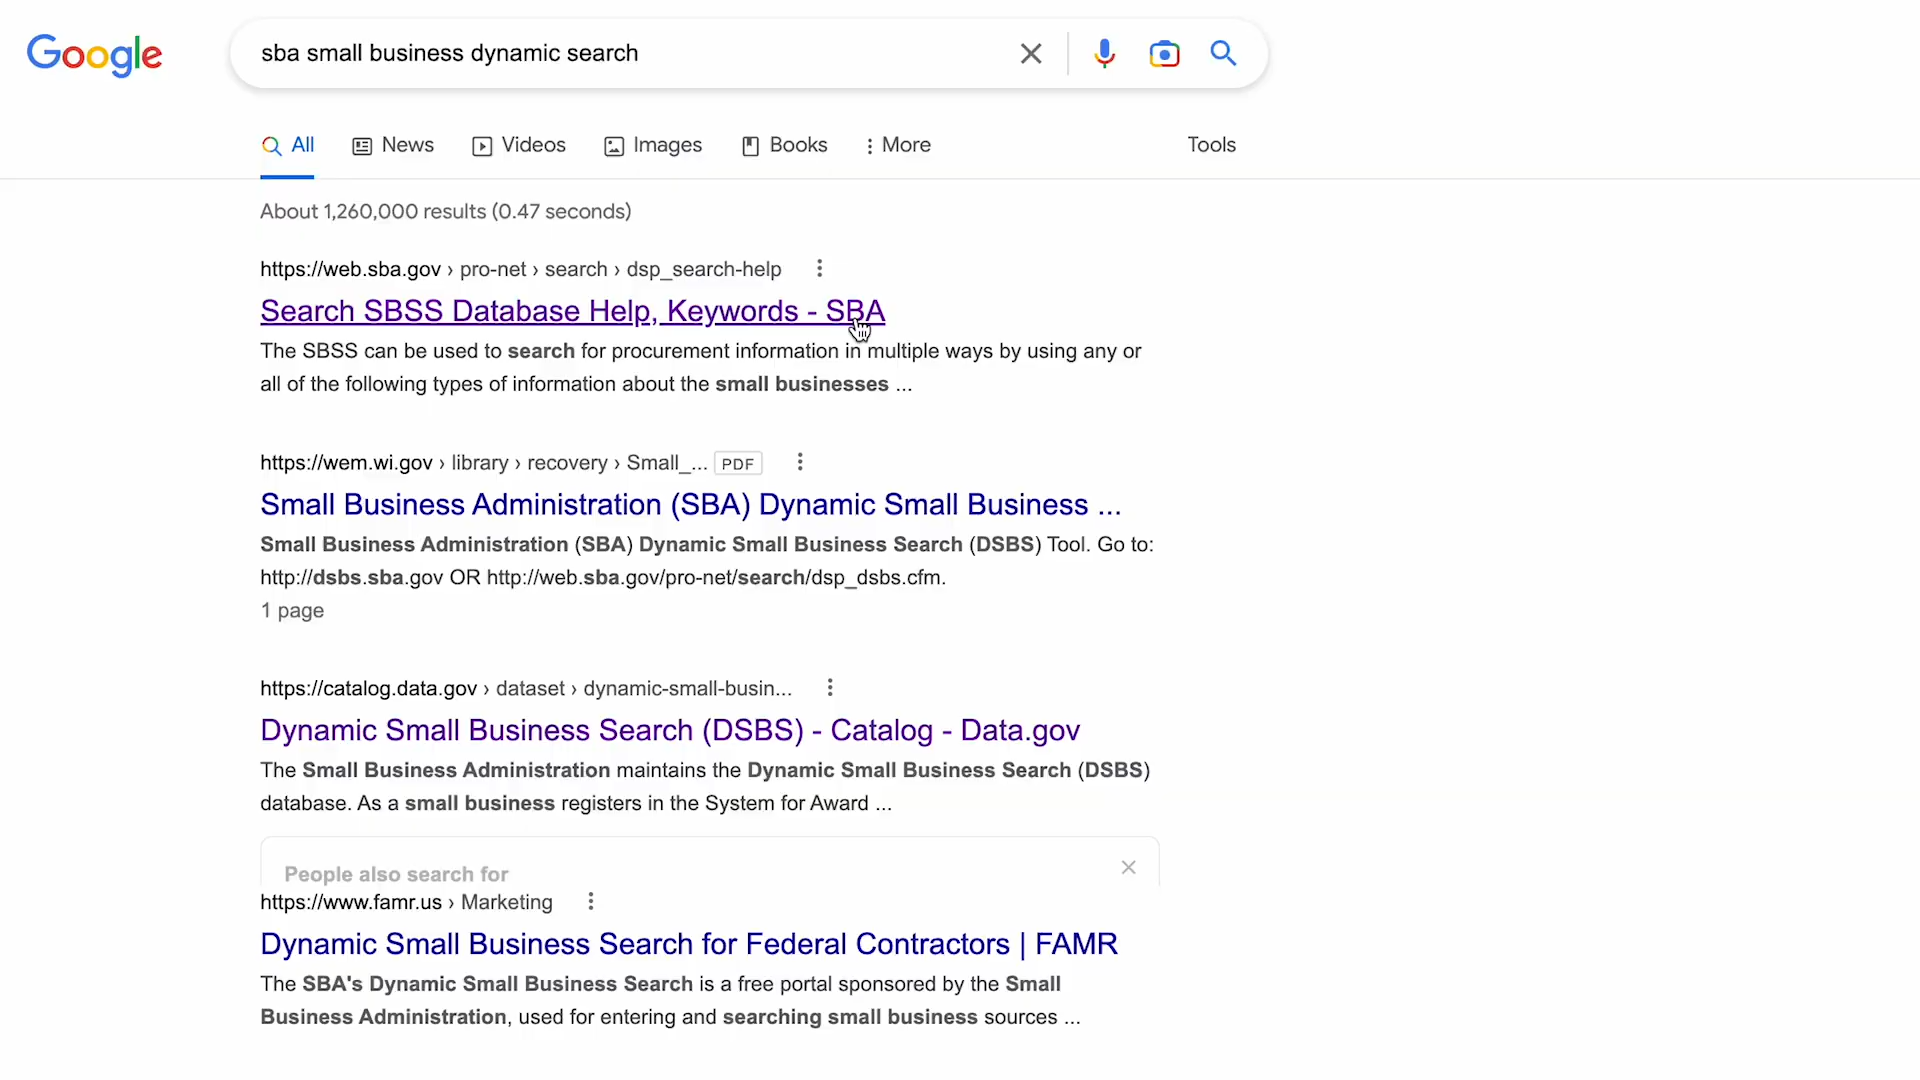 Google
sba small business dynamic search
All News Videos Images Books More Tools
About 1,260,000 results (0.47 seconds)
https://web.sba.gov › pro-net › search › dsp_search-help
Search SBSS Database Help, Keywords - SBA
The SBSS can be used to search for procurement information in multiple ways by using any or
all of the following types of information about the small businesses ...
https://wem.wi.gov › library › recovery › Small_... PDF
Small Business Administration (SBA) Dynamic Small Business ...
Small Business Administration (SBA) Dynamic Small Business Search (DSBS) Tool. Go to:
http://dsbs.sba.gov OR http://web.sba.gov/pro-net/search/dsp_dsbs.cfm.
1 page
https://catalog.data.gov › dataset › dynamic-small-busin...
Dynamic Small Business Search (DSBS) - Catalog - Data.gov
The Small Business Administration maintains the Dynamic Small Business Search (DSBS)
database. As a small business registers in the System for Award ...
People also search for
https://www.famr.us › Marketing
Dynamic Small Business Search for Federal Contractors | FAMR
The SBA's Dynamic Small Business Search is a free portal sponsored by the Small
Business Administration, used for entering and searching small business sources ...